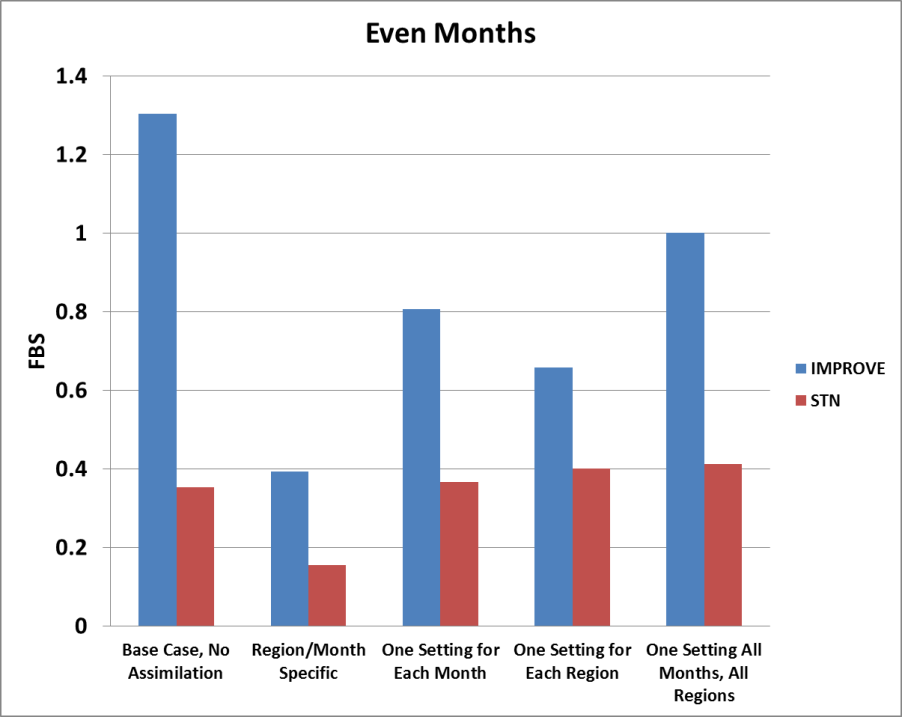 Even Months
1.4
1.2
1
0.8
0.6
0.4
0.2
0
FBS
IMPROVE
STN
Base Case, No
Assimilation
Region/Month
Specific
One Setting for
Each Month
One Setting for
Each Region
One Setting All
Months, All
Regions